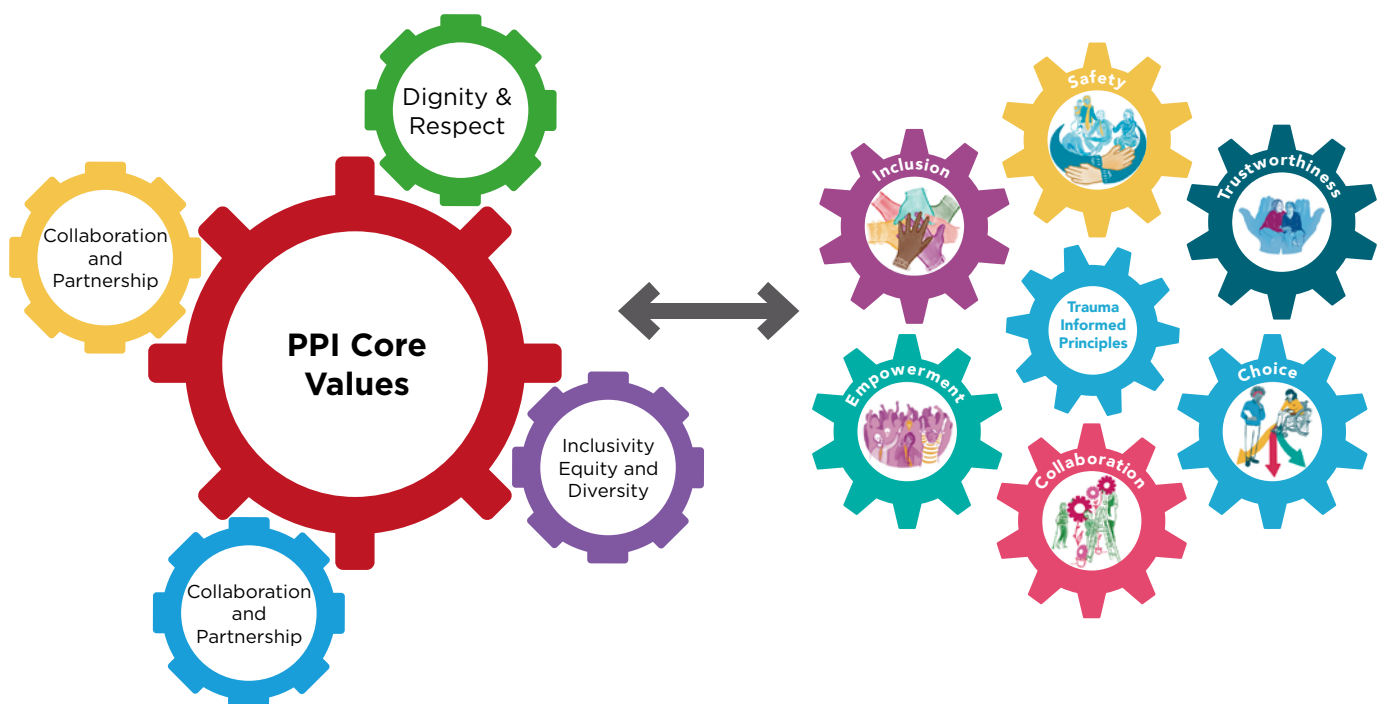 Dignity &
Respect
Collaboration
and
Partnership
PPI Core
Values
Inclusivity
Equity and
Diversity
Collaboration
and
Partnership
Safety
Inclusion
Trustworthiness
Trauma
Informed
Principles
Empowerment
Choice
Collaboration